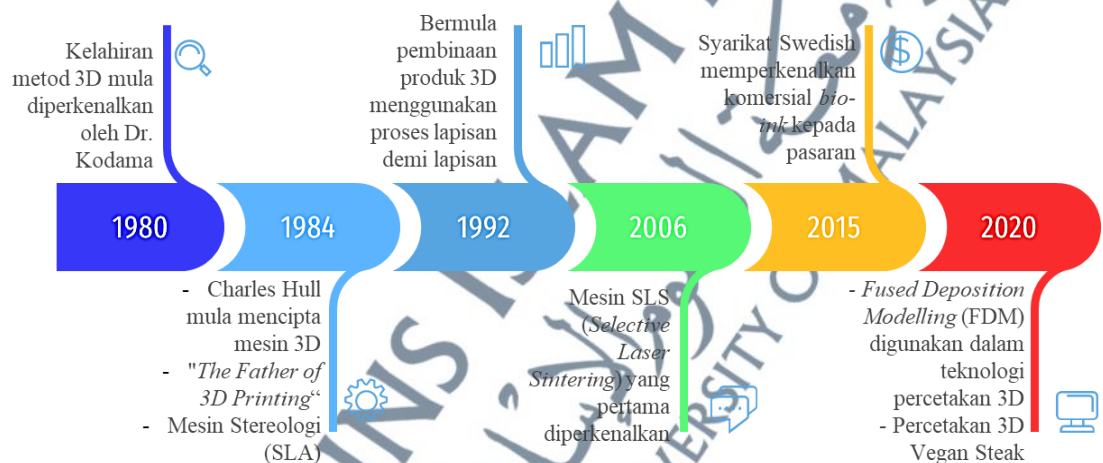 Kelahiran
metod 3D mula
diperkenalkan
oleh Dr.
Kodama
Bermula
pembinaan
produk 3D
menggunakan
proses lapisan
demi lapisan
Syarikat Swedish
memperkenalkan
komersial bio-
ink kepada
pasaran
1980
1984
1992
2006
2015
2020
- Charles Hull
mula mencipta
mesin 3D
- "The Father of
3D Printing“
- Mesin Stereologi
(SLA)
Mesin SLS
(Selective
Laser
Sintering) yang
pertama
diperkenalkan
- Fused Deposition
Modelling (FDM)
digunakan dalam
teknologi
percetakan 3D
- Percetakan 3D
Vegan Steak